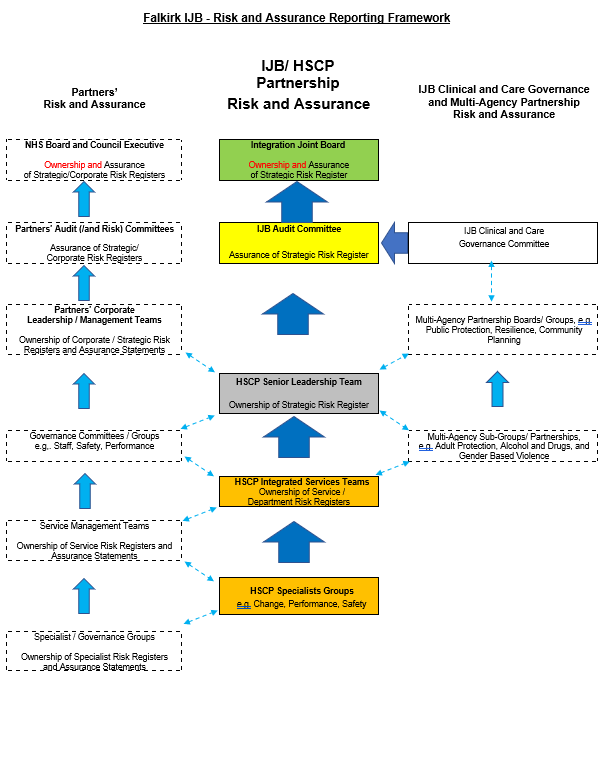 Falkirk IJB - Risk and Assurance Reporting Framework
Partners'
Risk and Assurance
IJB/ HSCP
Partnership
Risk and Assurance
IJB Clinical and Care Governance
and Multi-Agency Partnership
Risk and Assurance
NHS Board and Council Executive
Ownership and Assurance
of Strategic/Corporate Risk Registers
Integration Joint Board
Ownership and Assurance
of Strategic Risk Register
Partners' Audit (/and Risk) Committees
Assurance of Strategic/
Corporate Risk Registers
IJB Audit Committee
Assurance of Strategic Risk Register
IJB Clinical and Care
Governance Committee
Partners' Corporate
Leadership / Management Teams
Ownership of Corporate / Strategic Risk
Registers and Assurance Statements
Multi-Agency Partnership Boards/ Groups, e.g.
Public Protection, Resilience, Community
Planning
HSCP Senior Leadership Team
Ownership of Strategic Risk Register
Governance Committees / Groups
e.g,. Staff, Safety, Performance
Multi-Agency Sub-Groups/ Partnerships,
e.g. Adult Protection, Alcohol and Drugs, and
Gender Based Violence
HSCP Integrated Services Teams
Ownership of Service /
Department Risk Registers
Service Management Teams
Ownership of Service Risk Registers and
Assurance Statements
HSCP Specialists Groups
e.g. Change, Performance, Safety
Specialist / Governance Groups
Ownership of Specialist Risk Registers
and Assurance Statements